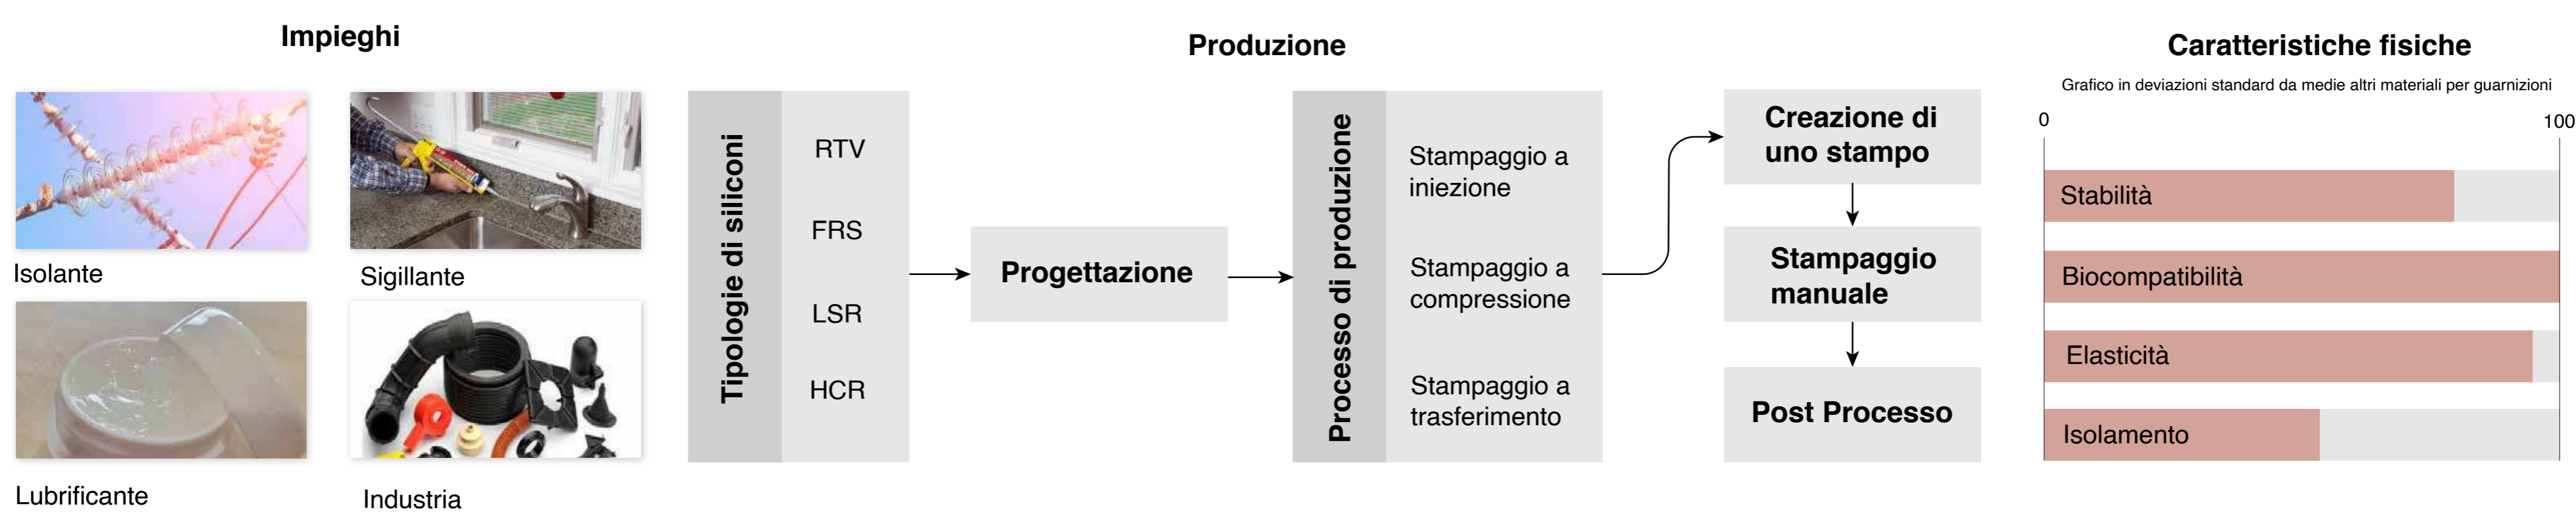 Impieghi
Isolante
Sigillante
Lubrificante
Industria
Produzione
Tipologie di siliconi
RTV
FRS
LSR
HCR
Progettazione
Processo di produzione
Stampaggio a
iniezione
Stampaggio a
compressione
Stampaggio a
trasferimento
Creazione di
uno stampo
Stampaggio
manuale
Post Processo
Caratteristiche fisiche
Grafico in deviazioni standard da medie altri materiali per guarnizioni
0
100
Stabilità
Biocompatibilità
Elasticità
Isolamento